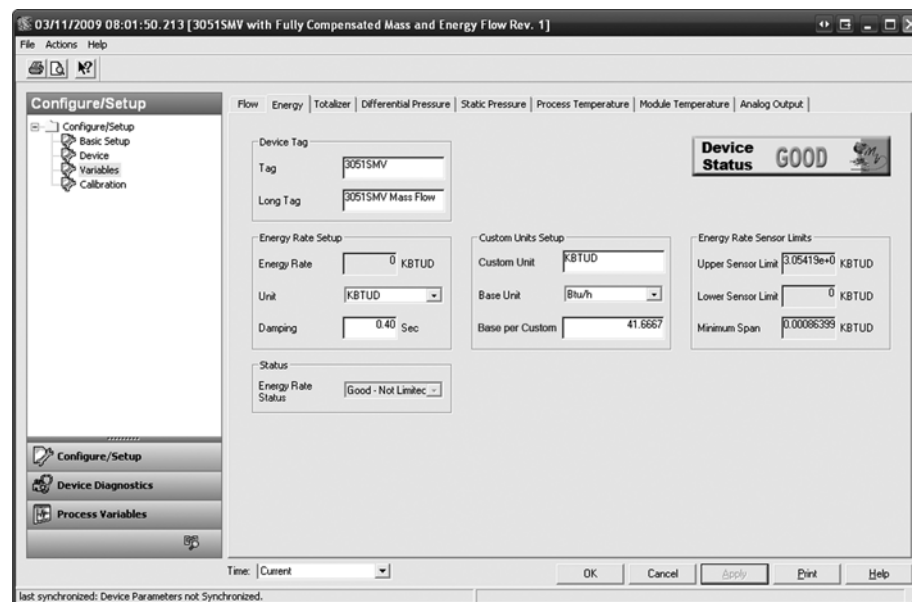 03/11/2009 08:01:50.213 [3051SMV with Fully Compensated Mass and Energy Flow Rev. 1]
File Actions Help
Configure/Setup
Configure/Setup
Basic Setup
Device
Variables
Calibration
Configure/Setup
Device Diagnostics
Process Variables
Flow Energy Totalizer Differential Pressure Static Pressure Process Temperature Module Temperature Analog Output
Device Tag
Tag 3051SMV
Long Tag 3051SMV Mass Flow
Device Status GOOD
Energy Rate Setup
Energy Rate 0 KBTUD
Unit KBTUD
Damping 0.40 Sec
Custom Units Setup
Custom Unit KBTUD
Base Unit Btu/h
Base per Custom 41.6667
Energy Rate Sensor Limits
Upper Sensor Limit 3.05419e+0 KBTUD
Lower Sensor Limit 0 KBTUD
Minimum Span 0.00086399 KBTUD
Status
Energy Rate Status Good - Not Limitec
Time: Current
OK Cancel Apply Print Help
last synchronized: Device Parameters not Synchronized.